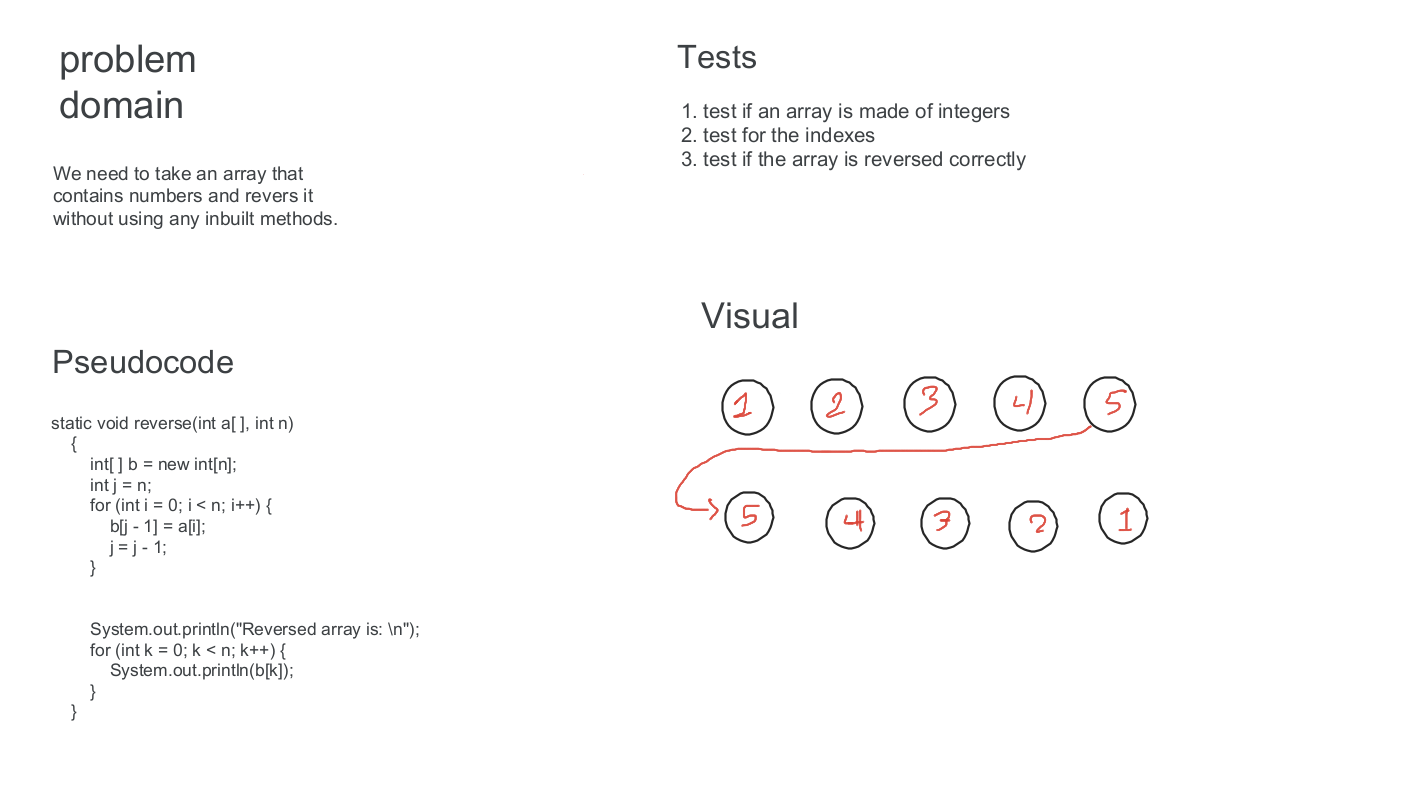 problem
domain
We need to take an array that
contains numbers and revers it
without using any inbuilt methods.
Tests
1. test if an array is made of integers
2. test for the indexes
3. test if the array is reversed correctly
Pseudocode
static void reverse(int a[ ], int n)
{
int[ ] b = new int[n];
int j = n;
for (int i = 0; i < n; i++) {
b[j - 1] = a[i];
j = j - 1;
}
System.out.println("Reversed array is: \n");
for (int k = 0; k < n; k++) {
System.out.println(b[k]);
}
}
Visual
1 2 3 4 5
5 4 3 2 1